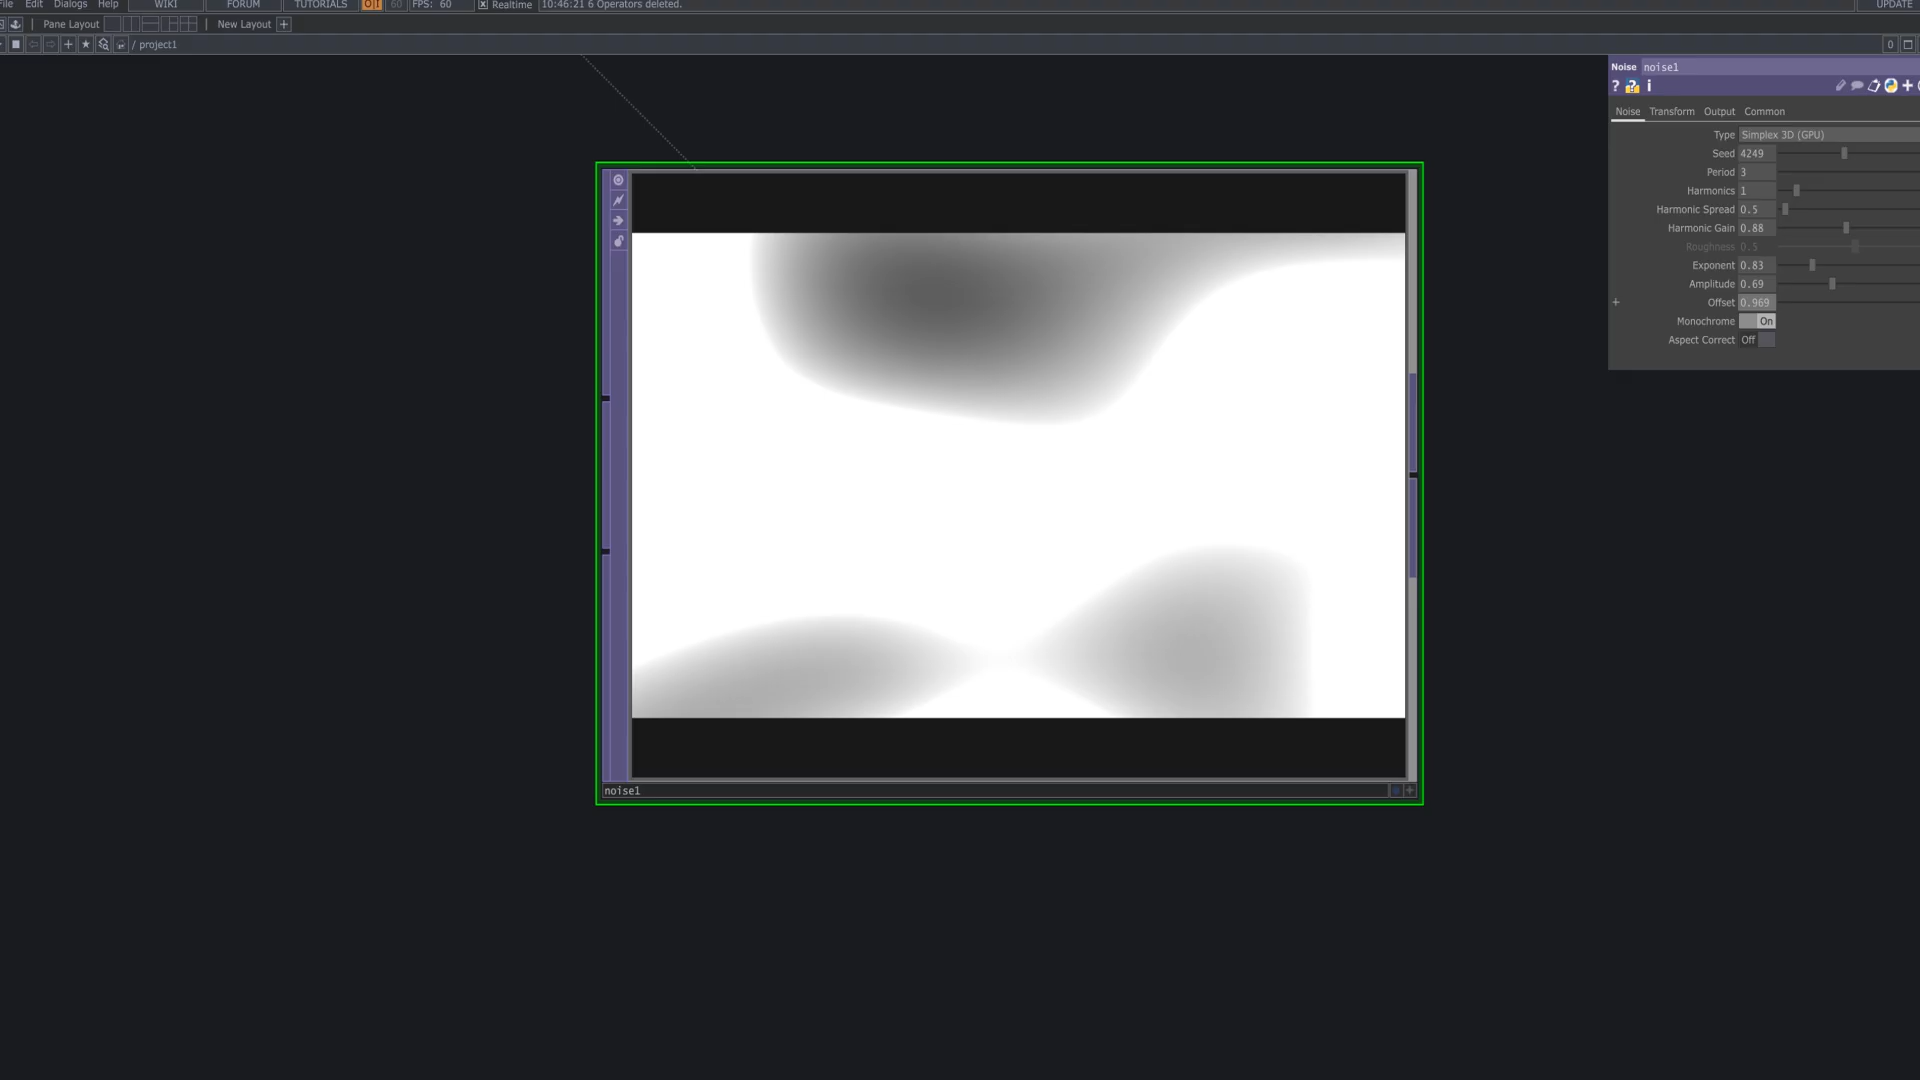 File Edit Dialogs Help WIKI FORUM TUTORIALS O|I 60 FPS: 60 Realtime 10:46:21 6 Operators deleted. UPDATE
Pane Layout New Layout +
/ project1 0
Noise noise1
? ? i
Noise Transform Output Common
Type Simplex 3D (GPU)
Seed 4249
Period 3
Harmonics 1
Harmonic Spread 0.5
Harmonic Gain 0.88
Roughness 0.5
Exponent 0.83
Amplitude 0.69
+ Offset 0.969
Monochrome On
Aspect Correct Off
noise1